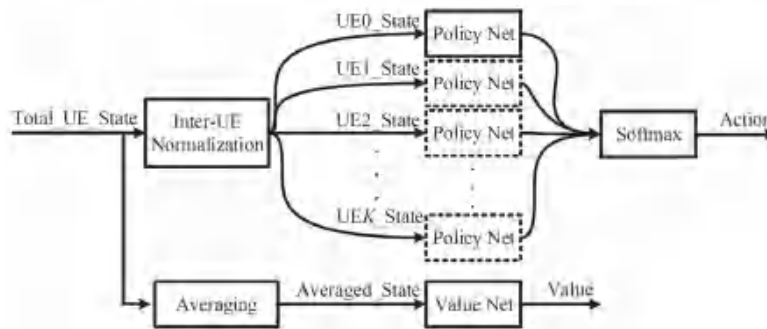 UE0_State
Policy Net
UE1_State
Policy Net
Total_UE_State
Inter-UE
Normalization
UE2_State
Policy Net
Softmax
Action
UEK_State
Policy Net
Averaging
Averaged_State
Value Net
Value